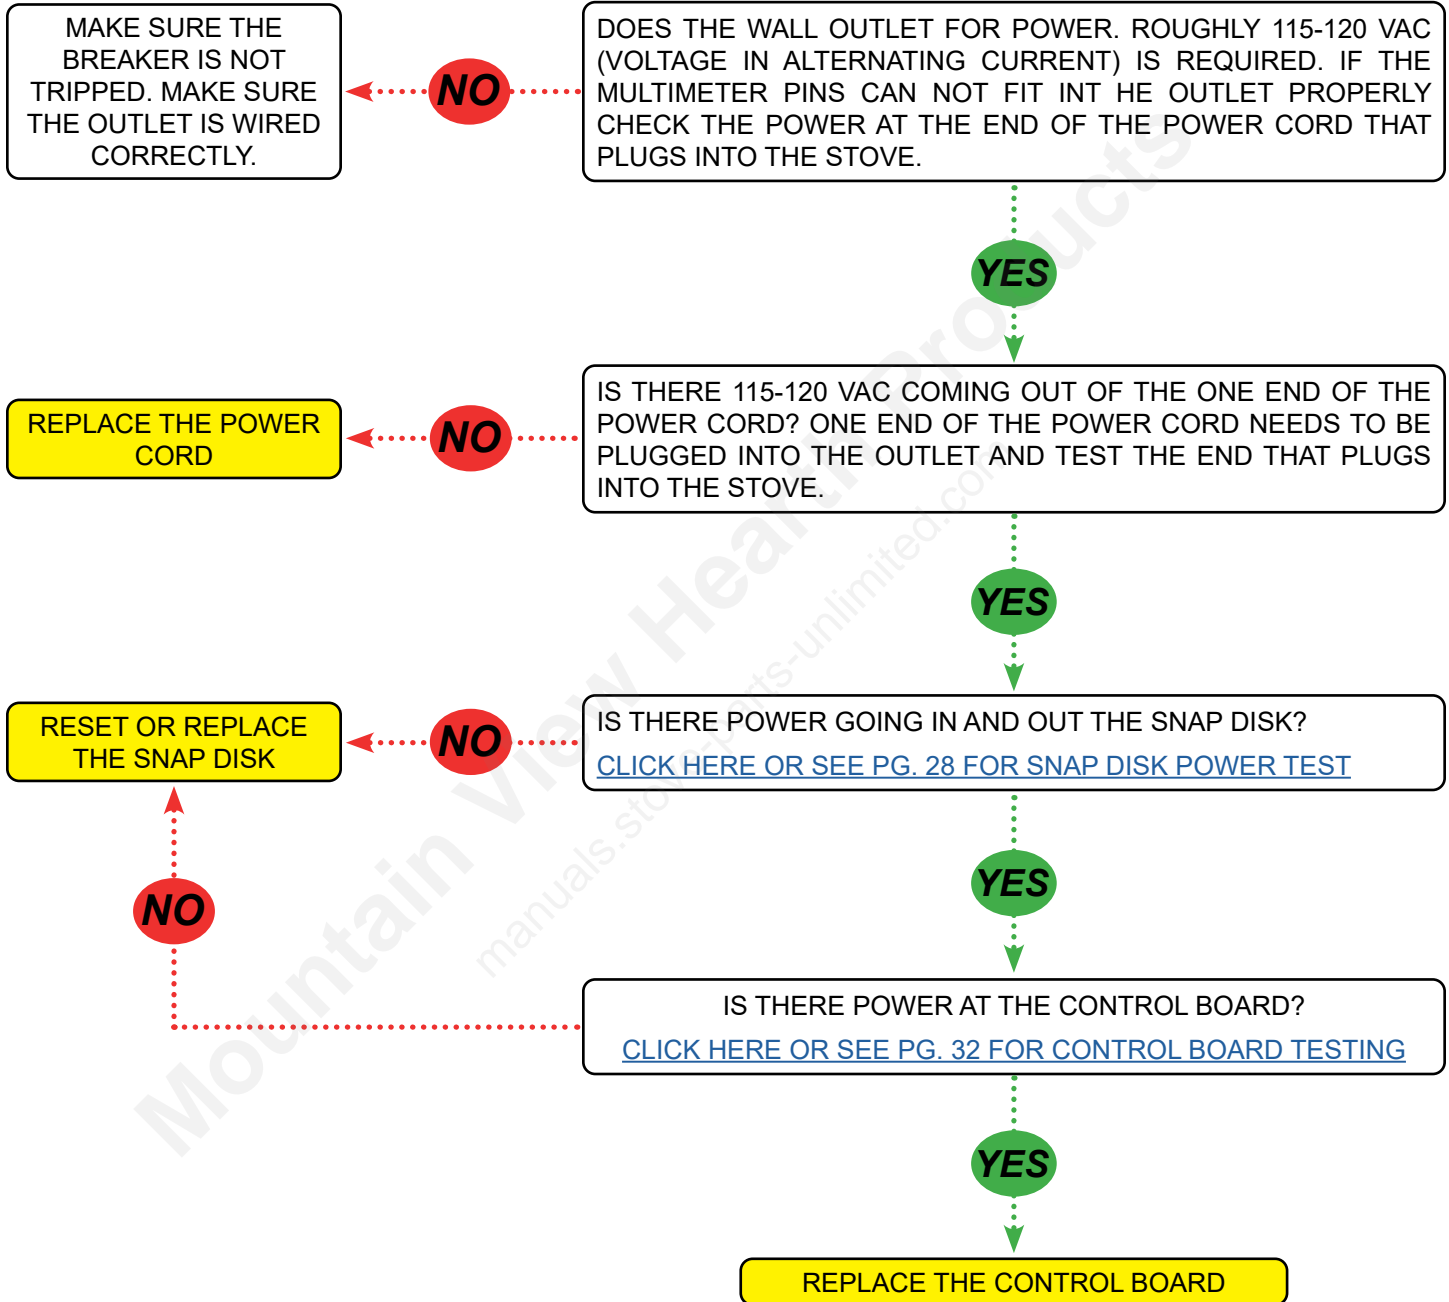 MAKE SURE THE
BREAKER IS NOT
TRIPPED. MAKE SURE
THE OUTLET IS WIRED
CORRECTLY.
NO
DOES THE WALL OUTLET FOR POWER. ROUGHLY 115-120 VAC
(VOLTAGE IN ALTERNATING CURRENT) IS REQUIRED. IF THE
MULTIMETER PINS CAN NOT FIT INT HE OUTLET PROPERLY
CHECK THE POWER AT THE END OF THE POWER CORD THAT
PLUGS INTO THE STOVE.
YES
REPLACE THE POWER
CORD
NO
IS THERE 115-120 VAC COMING OUT OF THE ONE END OF THE
POWER CORD? ONE END OF THE POWER CORD NEEDS TO BE
PLUGGED INTO THE OUTLET AND TEST THE END THAT PLUGS
INTO THE STOVE.
YES
RESET OR REPLACE
THE SNAP DISK
NO
IS THERE POWER GOING IN AND OUT THE SNAP DISK?
CLICK HERE OR SEE PG. 28 FOR SNAP DISK POWER TEST
YES
NO
IS THERE POWER AT THE CONTROL BOARD?
CLICK HERE OR SEE PG. 32 FOR CONTROL BOARD TESTING
YES
REPLACE THE CONTROL BOARD
Mountain View Hearth Products
manuals.stove-parts-unlimited.com